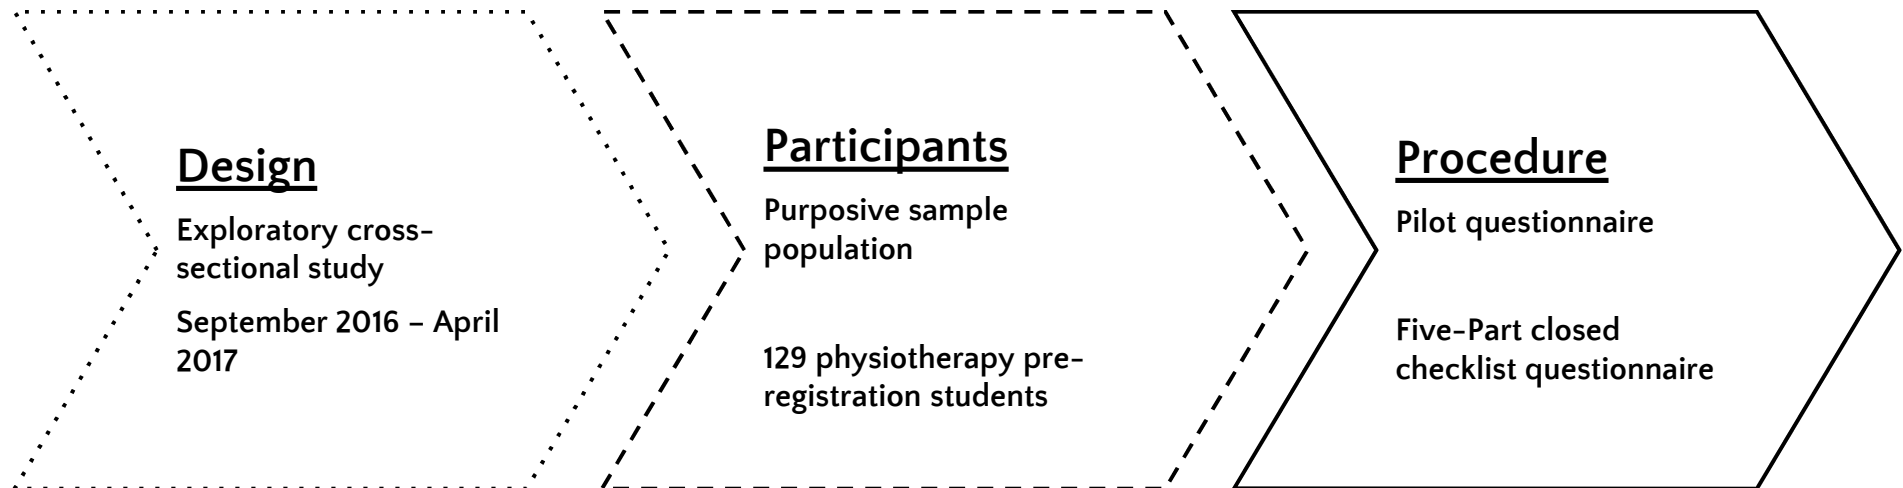 Design
Exploratory cross-
sectional study
September 2016 – April
2017
Participants
Purposive sample
population
129 physiotherapy pre-
registration students
Procedure
Pilot questionnaire
Five-Part closed
checklist questionnaire